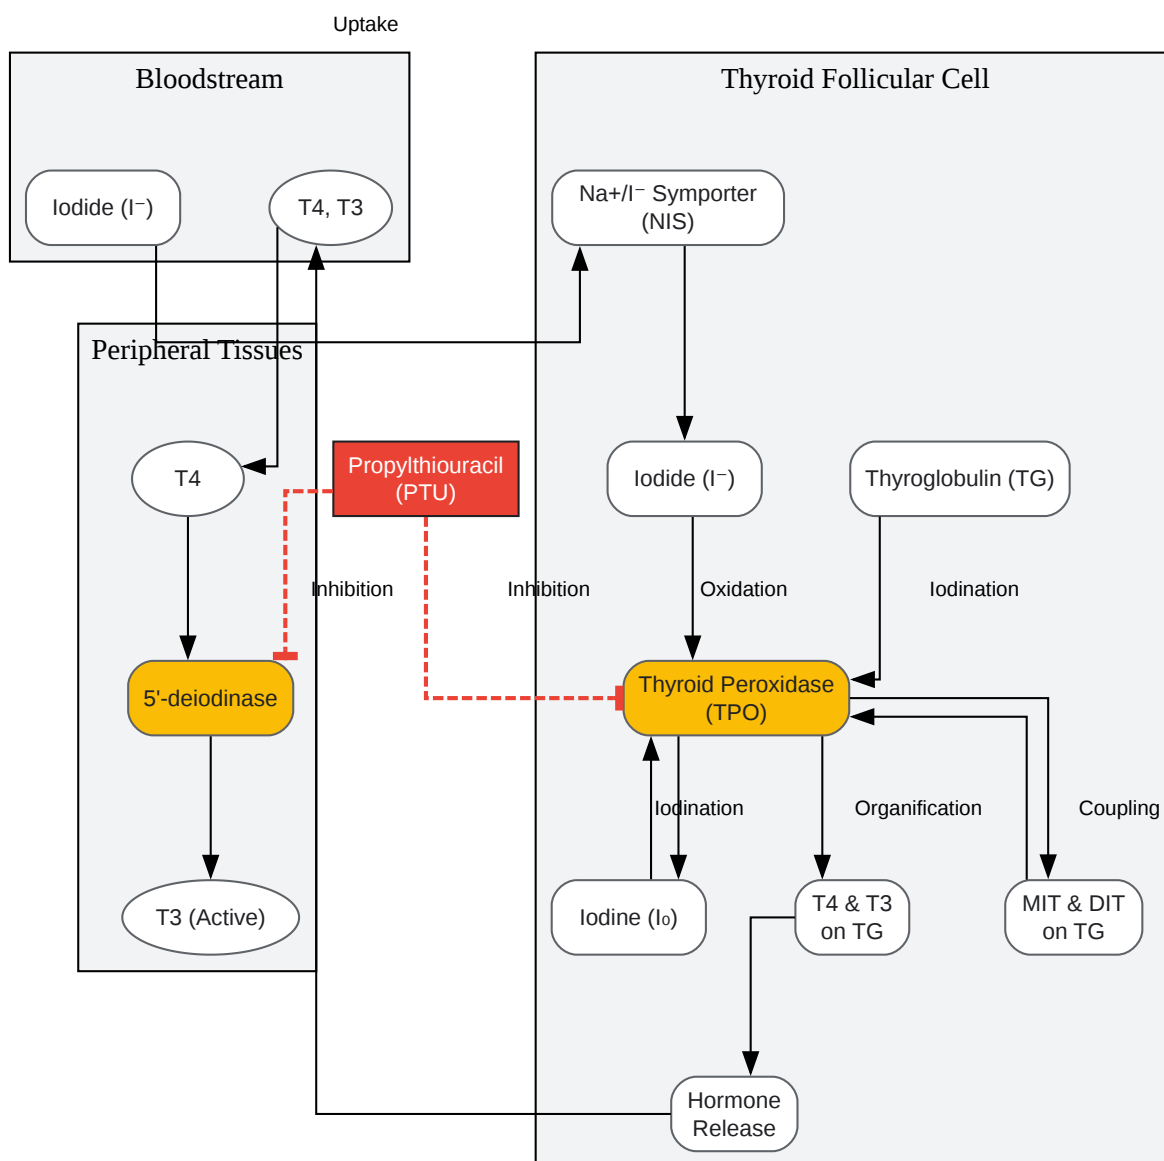 Uptake
Bloodstream
Thyroid Follicular Cell
Iodide (I⁻)
T4, T3
Na+/I⁻ Symporter
(NIS)
Peripheral Tissues
T4
Propylthiouracil
(PTU)
Iodide (I⁻)
Thyroglobulin (TG)
Inhibition
Inhibition
Oxidation
Iodination
5'-deiodinase
Thyroid Peroxidase
(TPO)
Iodination
Organification
Coupling
T3 (Active)
Iodine (I₀)
T4 & T3
on TG
MIT & DIT
on TG
Hormone
Release